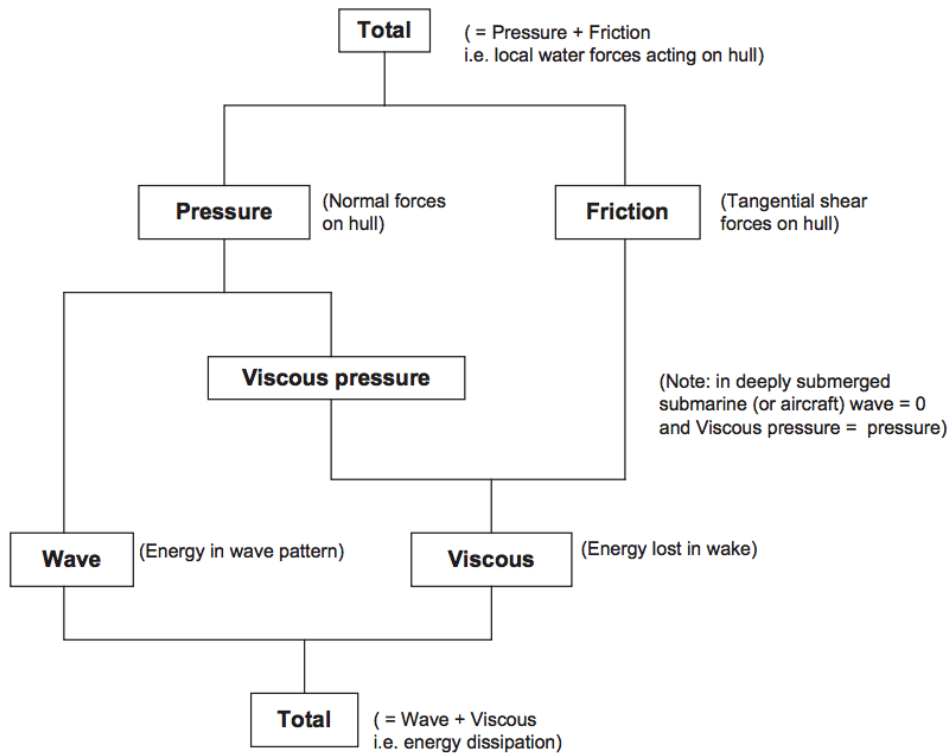 Total
( = Pressure + Friction
i.e. local water forces acting on hull)
Pressure
(Normal forces
on hull)
Friction
(Tangential shear
forces on hull)
Viscous pressure
(Note: in deeply submerged
submarine (or aircraft) wave = 0
and Viscous pressure = pressure)
Wave
(Energy in wave pattern)
Viscous
(Energy lost in wake)
Total
( = Wave + Viscous
i.e. energy dissipation)